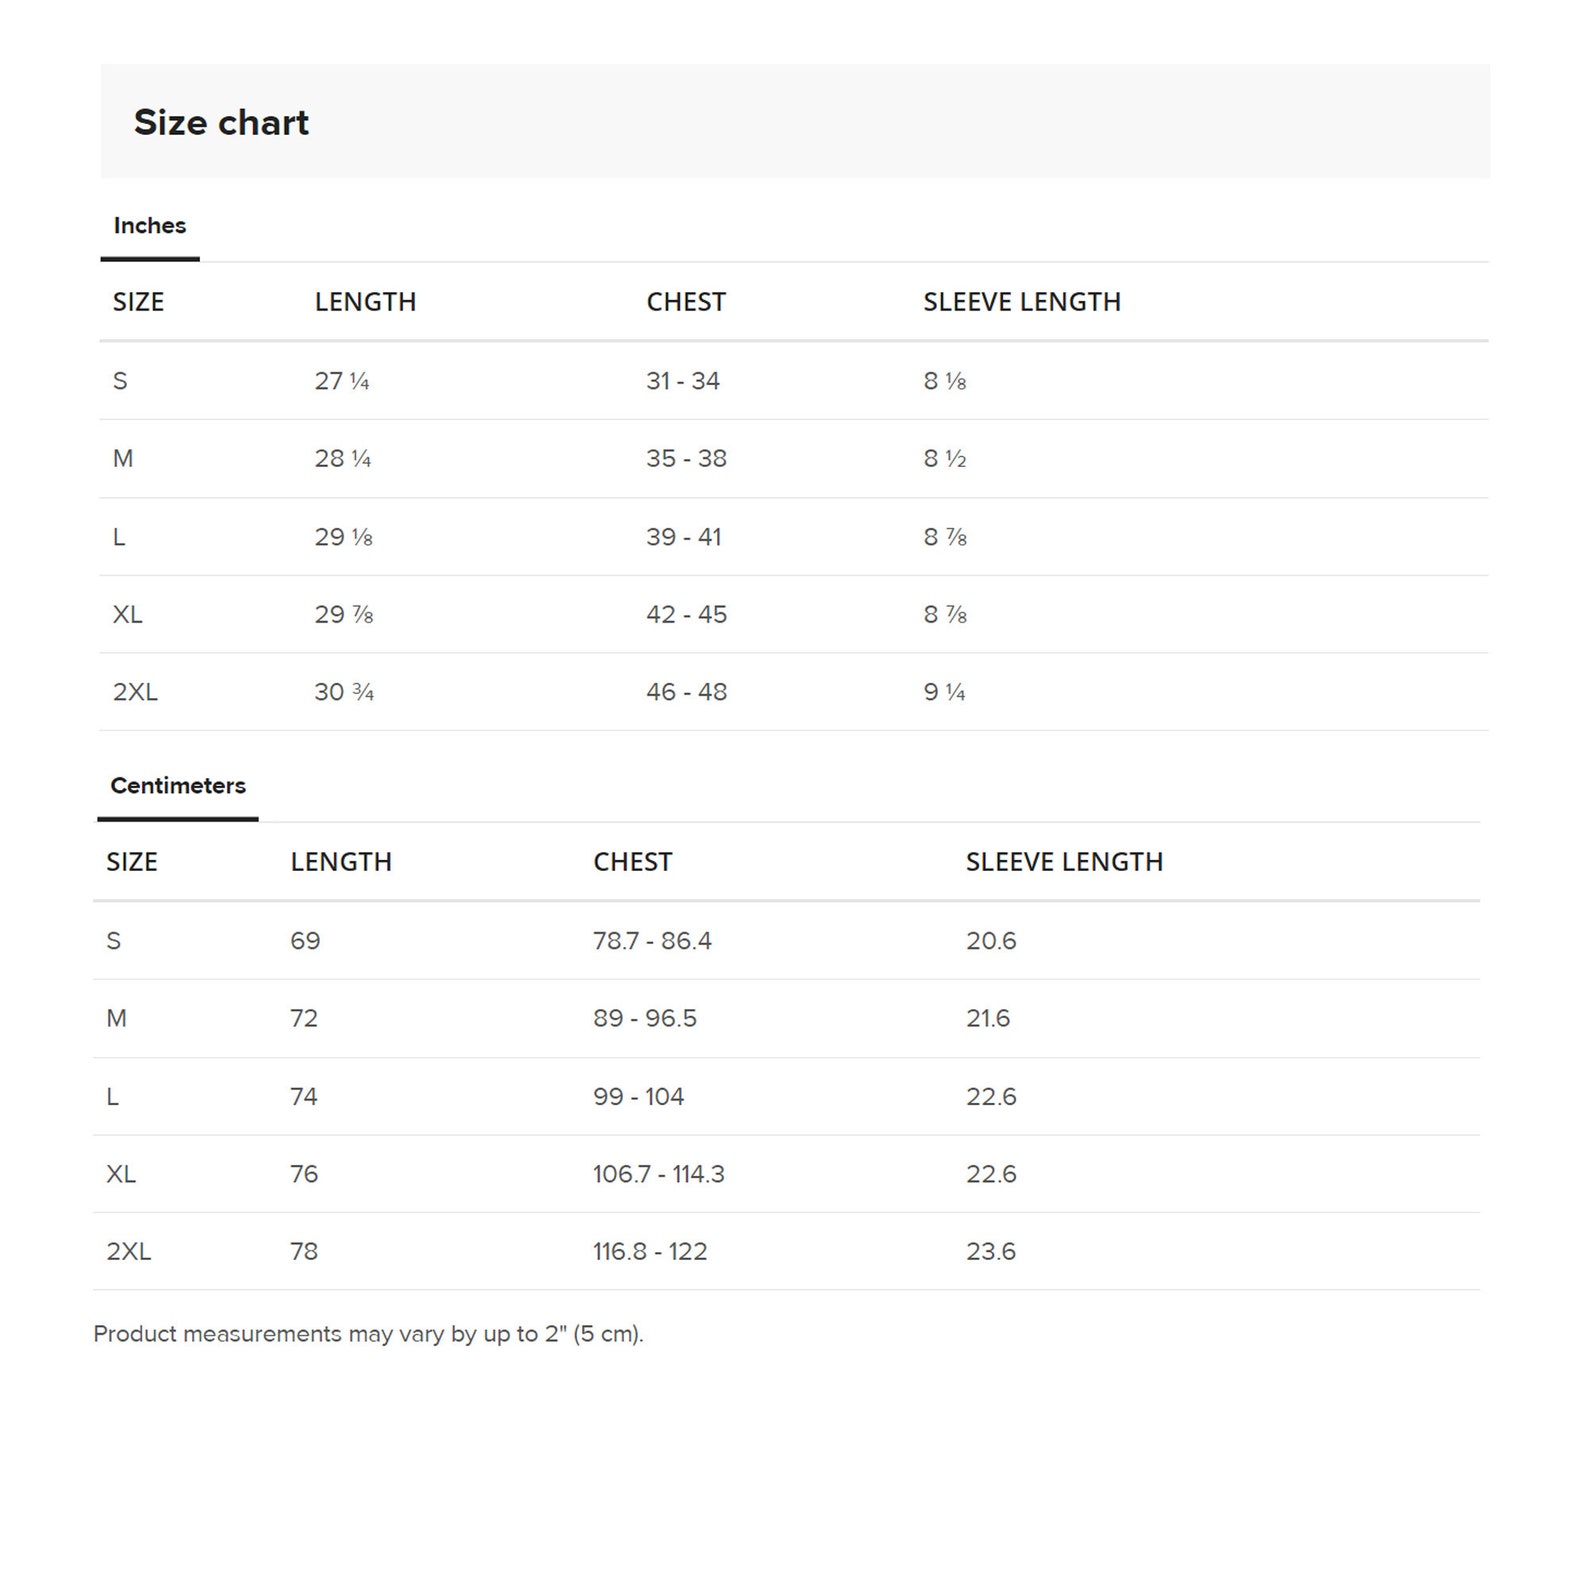 Size chart
Inches
SIZE LENGTH CHEST SLEEVE LENGTH
S 27 ¼ 31 - 34 8 ⅛
M 28 ¼ 35 - 38 8 ½
L 29 ⅛ 39 - 41 8 ⅞
XL 29 ⅞ 42 - 45 8 ⅞
2XL 30 ¾ 46 - 48 9 ¼
Centimeters
SIZE LENGTH CHEST SLEEVE LENGTH
S 69 78.7 - 86.4 20.6
M 72 89 - 96.5 21.6
L 74 99 - 104 22.6
XL 76 106.7 - 114.3 22.6
2XL 78 116.8 - 122 23.6
Product measurements may vary by up to 2" (5 cm).